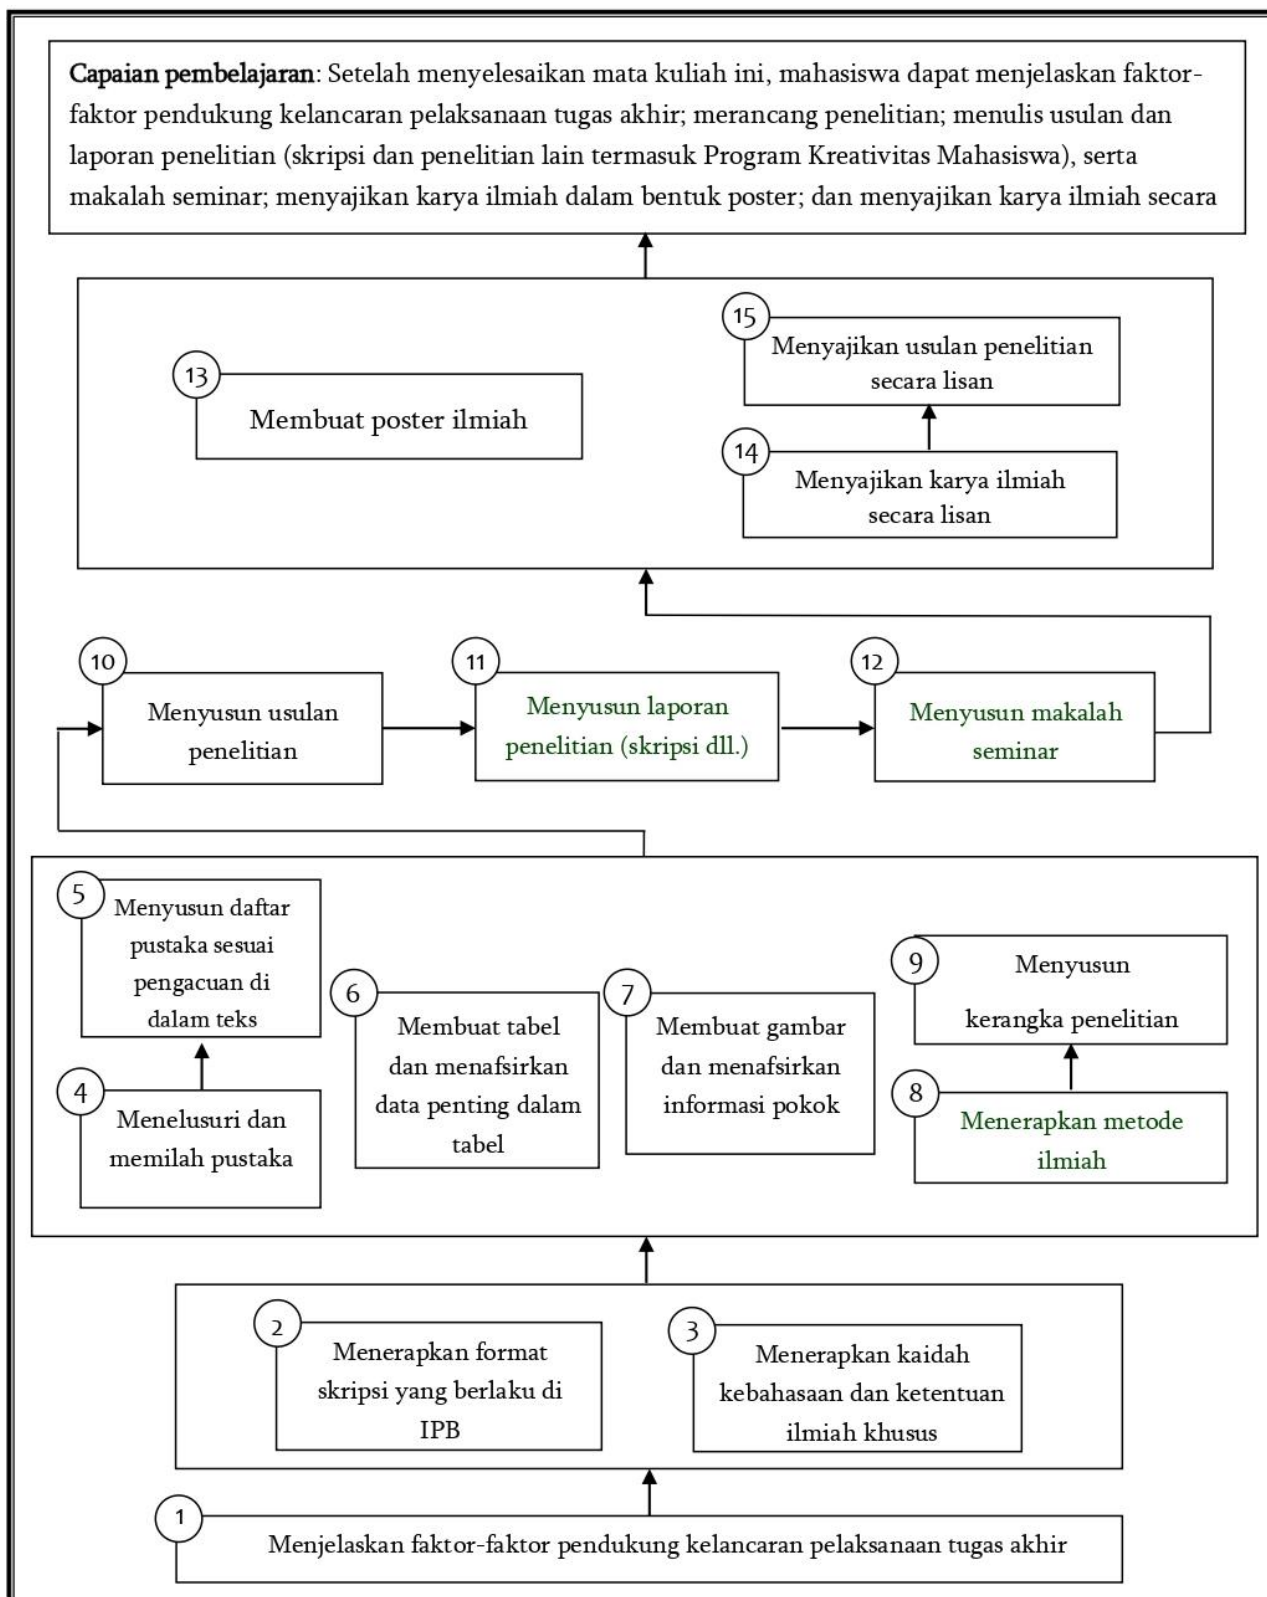 Capaian pembelajaran: Setelah menyelesaikan mata kuliah ini, mahasiswa dapat menjelaskan faktor-
faktor pendukung kelancaran pelaksanaan tugas akhir; merancang penelitian; menulis usulan dan
laporan penelitian (skripsi dan penelitian lain termasuk Program Kreativitas Mahasiswa), serta
makalah seminar; menyajikan karya ilmiah dalam bentuk poster; dan menyajikan karya ilmiah secara
13
Membuat poster ilmiah
15
Menyajikan usulan penelitian
secara lisan
14
Menyajikan karya ilmiah
secara lisan
10
Menyusun usulan
penelitian
11
Menyusun laporan
penelitian (skripsi dll.)
12
Menyusun makalah
seminar
5
Menyusun daftar
pustaka sesuai
pengacuan di
dalam teks
4
Menelusuri dan
memilah pustaka
6
Membuat tabel
dan menafsirkan
data penting dalam
tabel
7
Membuat gambar
dan menafsirkan
informasi pokok
9
Menyusun
kerangka penelitian
8
Menerapkan metode
ilmiah
2
Menerapkan format
skripsi yang berlaku di
IPB
3
Menerapkan kaidah
kebahasaan dan ketentuan
ilmiah khusus
1
Menjelaskan faktor-faktor pendukung kelancaran pelaksanaan tugas akhir